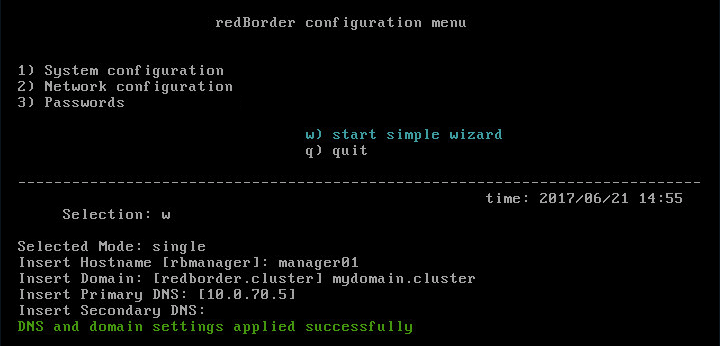 redBorder configuration menu
1) System configuration
2) Network configuration
3) Passwords
w) start simple wizard
q) quit
----------------------------------------------------------------------------
time: 2017/06/21 14:55
Selection: w
Selected Mode: single
Insert Hostname [rbmanager]: manager01
Insert Domain: [redborder.cluster] mydomain.cluster
Insert Primary DNS: [10.0.70.5]
Insert Secondary DNS:
DNS and domain settings applied successfully